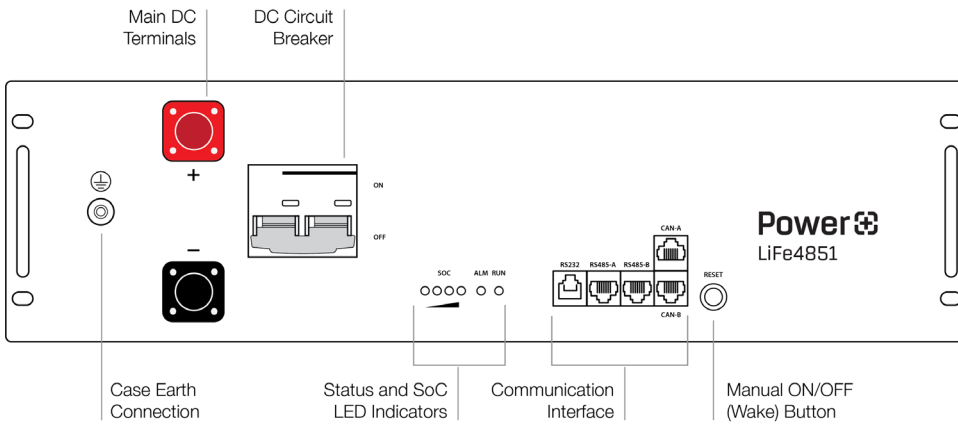 Main DC
Terminals
DC Circuit
Breaker
+
ON
OFF
−
SOC
ALM
RUN
RS232
RS485-A
RS485-B
CAN-A
CAN-B
RESET
Power
LiFe4851
Case Earth
Connection
Status and SoC
LED Indicators
Communication
Interface
Manual ON/OFF
(Wake) Button